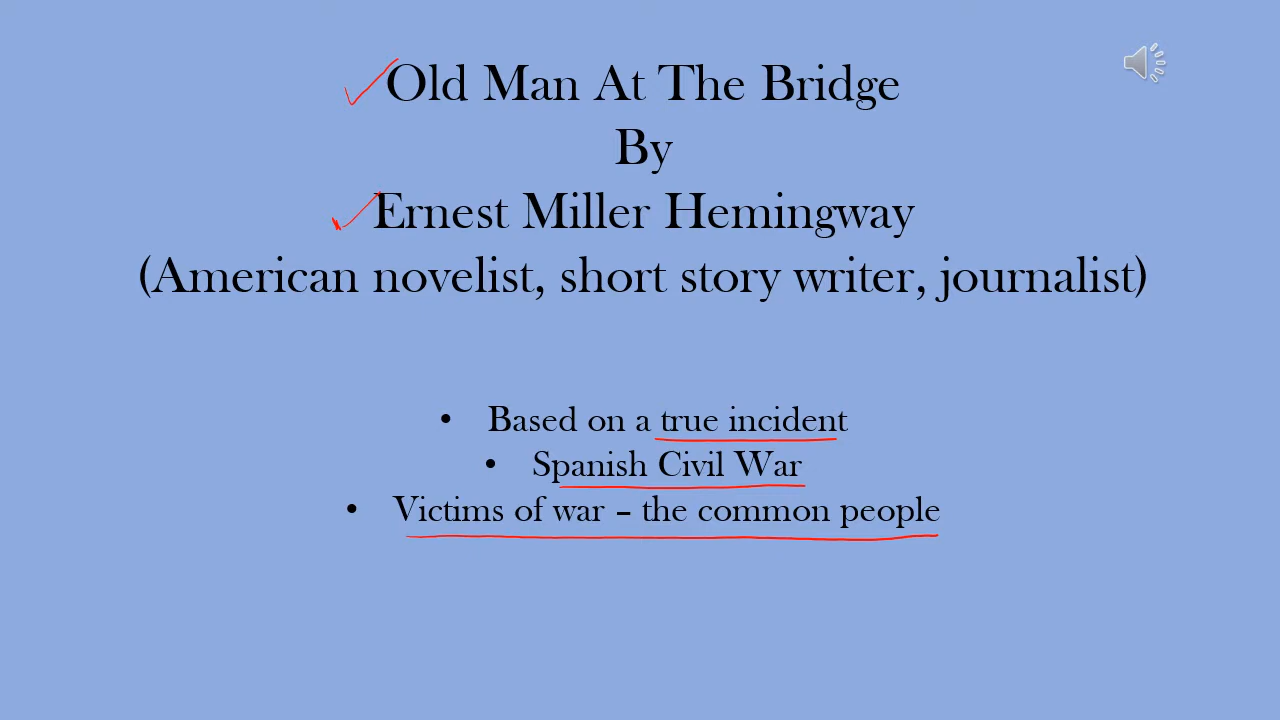 Old Man At The Bridge
By
Ernest Miller Hemingway
(American novelist, short story writer, journalist)
• Based on a true incident
• Spanish Civil War
• Victims of war – the common people